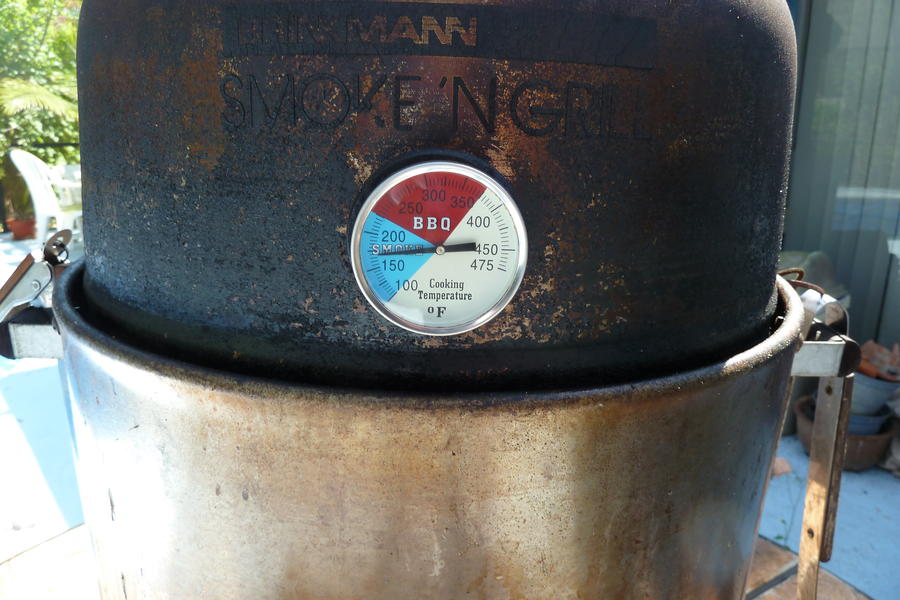 BRINKMANN
SMOKE 'N GRILL
300
250 350
BBQ 400
200
SMOKE 450
150 475
100 Cooking
Temperature
°F